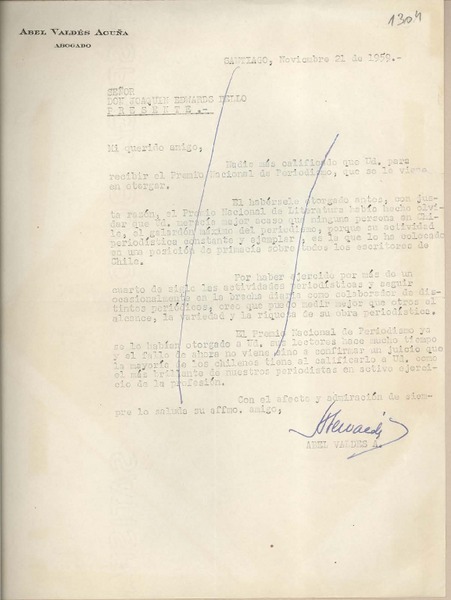 1304
ABEL VALDÉS ACUÑA
ABOGADO
SANTIAGO, Noviembre 21 de 1959.-
SEÑOR
DON JOAQUIN EDWARDS BELLO
P R E S E N T E.-
Mi querido amigo,
Nadie más calificado que Ud. para
recibir el Premio Nacional de Periodismo, que se le viene
en otorgar.
El habérsele otorgado antes, con jus-
ta razón, el Premio Nacional de Literatura había hecho olvi-
dar que Ud. merecía mejor acaso que ninguna persona en Chi-
le, el galardón máximo del periodismo, porque su actividad
periodística constante y ejemplar, es la que lo ha colocado
en una posición de primacía sobre todos los escritores de
Chile.
Por haber ejercido por más de un
cuarto de siglo las actividades periodísticas y seguir
ocasionalmente en la brecha diaria como colaborador de dis-
tintos periódicos, creo que puedo medir mejor que otros el
alcance, la variedad y la riqueza de su obra periodística.
El Premio Nacional de Periodismo ya
se lo habían otorgado a Ud. sus lectores hace mucho tiempo
y el fallo de ahora no viene sino a confirmar un juicio que
la mayoría de los chilenos tiene al calificarlo a Ud. como
el más brillante de nuestros periodistas en activo ejerci-
cio de la profesión.
Con el afecto y admiración de siem-
pre lo saluda su affmo. amigo,
ABEL VALDES A.